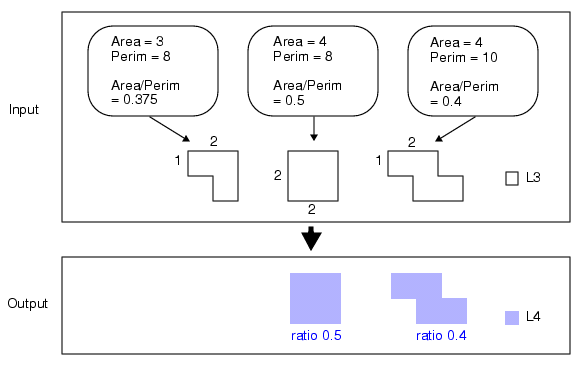 Area = 3
Perim = 8
Area/Perim
= 0.375
Area = 4
Perim = 8
Area/Perim
= 0.5
Area = 4
Perim = 10
Area/Perim
= 0.4
Input
2
1
2
2
2
1
L3
Output
ratio 0.5
ratio 0.4
L4